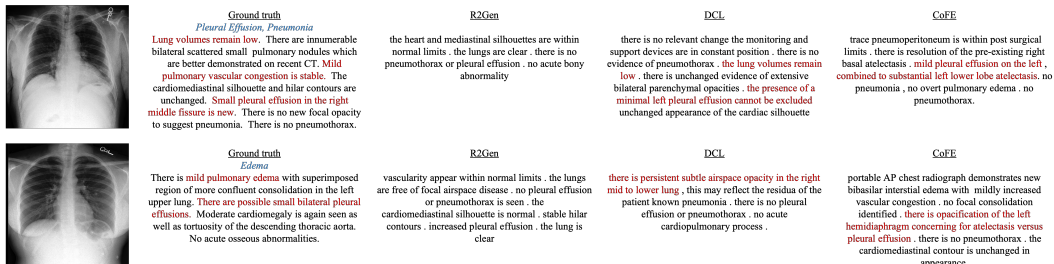 Ground truth
Pleural Effusion, Pneumonia
Lung volumes remain low. There are innumerable
bilateral scattered small pulmonary nodules which
are better demonstrated on recent CT. Mild
pulmonary vascular congestion is stable. The
cardiomediastinal silhouette and hilar contours are
unchanged. Small pleural effusion in the right
middle fissure is new. There is no new focal opacity
to suggest pneumonia. There is no pneumothorax.
R2Gen
the heart and mediastinal silhouettes are within
normal limits . the lungs are clear . there is no
pneumothorax or pleural effusion . no acute bony
abnormality
DCL
there is no relevant change the monitoring and
support devices are in constant position . there is no
evidence of pneumothorax . the lung volumes remain
low . there is unchanged evidence of extensive
bilateral parenchymal opacities . the presence of a
minimal left pleural effusion cannot be excluded
unchanged appearance of the cardiac silhouette
CoFE
trace pneumoperitoneum is within post surgical
limits . there is resolution of the pre-existing right
basal atelectasis . mild pleural effusion on the left ,
combined to substantial left lower lobe atelectasis. no
pneumonia , no overt pulmonary edema . no
pneumothorax.
Ground truth
Edema
There is mild pulmonary edema with superimposed
region of more confluent consolidation in the left
upper lung. There are possible small bilateral pleural
effusions. Moderate cardiomegaly is again seen as
well as tortuosity of the descending thoracic aorta.
No acute osseous abnormalities.
R2Gen
vascularity appear within normal limits . the lungs
are free of focal airspace disease . no pleural effusion
or pneumothorax is seen . the
cardiomediastinal silhouette is normal . stable hilar
contours . increased pleural effusion . the lung is
clear
DCL
there is persistent subtle airspace opacity in the right
mid to lower lung , this may reflect the residua of the
patient known pneumonia . there is no pleural
effusion or pneumothorax . no acute
cardiopulmonary process .
CoFE
portable AP chest radiograph demonstrates new
bibasilar interstial edema with mildly increased
vascular congestion . no focal consolidation
identified . there is opacification of the left
hemidiaphragm concerning for atelectasis versus
pleural effusion . there is no pneumothorax . the
cardiomediastinal contour is unchanged in
appearance